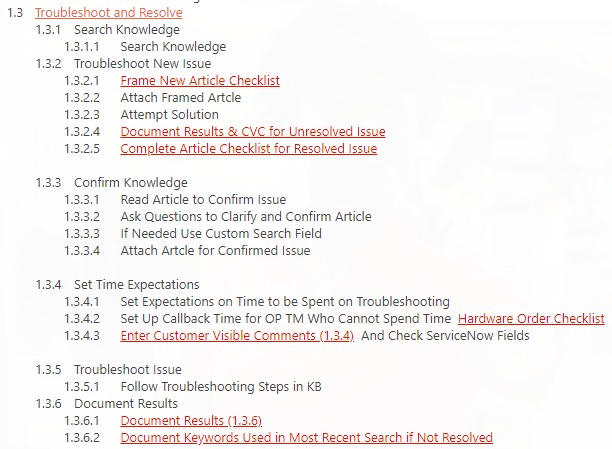 1.3 Troubleshoot and Resolve
1.3.1 Search Knowledge
1.3.1.1 Search Knowledge
1.3.2 Troubleshoot New Issue
1.3.2.1 Frame New Article Checklist
1.3.2.2 Attach Framed Artcle
1.3.2.3 Attempt Solution
1.3.2.4 Document Results & CVC for Unresolved Issue
1.3.2.5 Complete Article Checklist for Resolved Issue
1.3.3 Confirm Knowledge
1.3.3.1 Read Article to Confirm Issue
1.3.3.2 Ask Questions to Clarify and Confirm Article
1.3.3.3 If Needed Use Custom Search Field
1.3.3.4 Attach Artcle for Confirmed Issue
1.3.4 Set Time Expectations
1.3.4.1 Set Expectations on Time to be Spent on Troubleshooting
1.3.4.2 Set Up Callback Time for OP TM Who Cannot Spend Time Hardware Order Checklist
1.3.4.3 Enter Customer Visible Comments (1.3.4) And Check ServiceNow Fields
1.3.5 Troubleshoot Issue
1.3.5.1 Follow Troubleshooting Steps in KB
1.3.6 Document Results
1.3.6.1 Document Results (1.3.6)
1.3.6.2 Document Keywords Used in Most Recent Search if Not Resolved